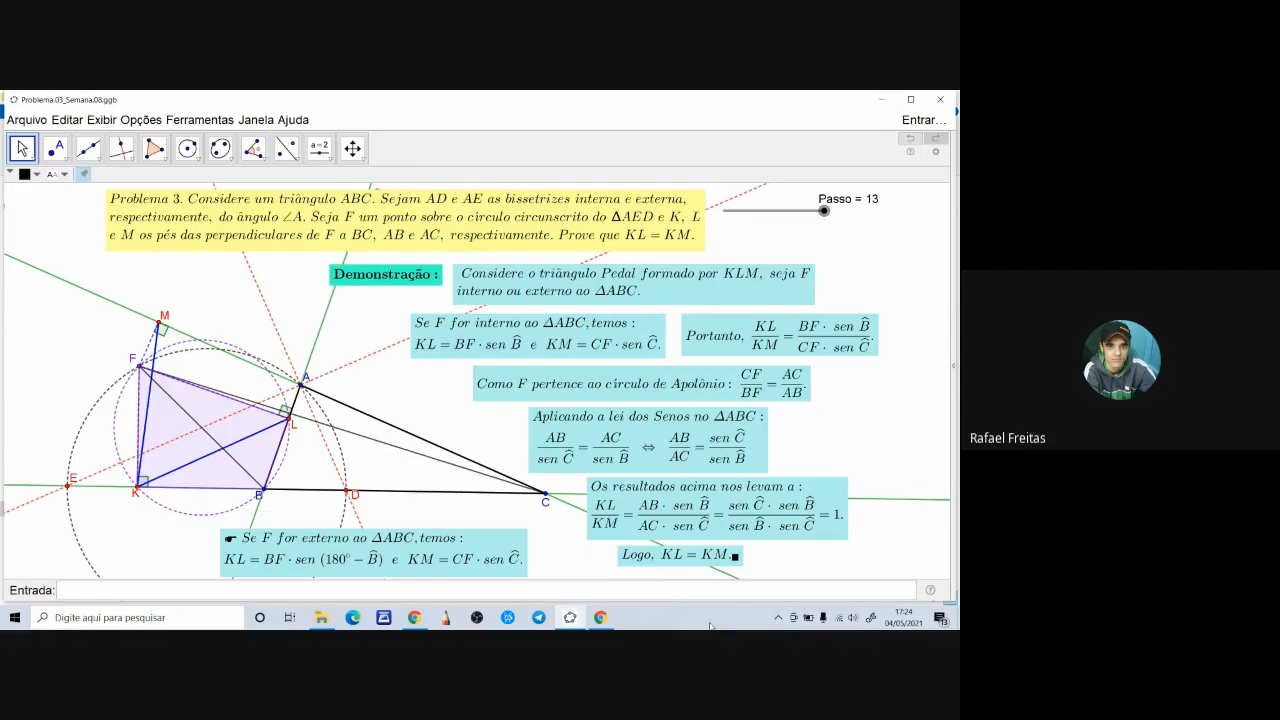 Problema.03_Semana.08.ggb
Arquivo Editar Exibir Opções Ferramentas Janela Ajuda
Entrar...
A
a=2
AA
Problema 3. Considere um triângulo ABC. Sejam AD e AE as bissetrizes interna e externa,
respectivamente, do ângulo ∠A. Seja F um ponto sobre o círculo circunscrito do ΔAED e K, L
e M os pés das perpendiculares de F a BC, AB e AC, respectivamente. Prove que KL = KM.
Passo = 13
Demonstração :
Considere o triângulo Pedal formado por KLM, seja F
interno ou externo ao ΔABC.
Se F for interno ao ΔABC, temos :
KL = BF · sen B̂ e KM = CF · sen Ĉ.
Portanto, KL/KM = BF · sen B̂/CF · sen Ĉ.
Como F pertence ao círculo de Apolônio : CF/BF = AC/AB.
Aplicando a lei dos Senos no ΔABC :
AB/sen Ĉ = AC/sen B̂ ⇔ AB/AC = sen Ĉ/sen B̂
Os resultados acima nos levam a :
KL/KM = AB · sen B̂/AC · sen Ĉ = sen Ĉ · sen B̂/sen B̂ · sen Ĉ = 1.
Logo, KL = KM.■
☛ Se F for externo ao ΔABC, temos :
KL = BF · sen (180° − B̂) e KM = CF · sen Ĉ.
M
F
A
L
E
K
B
D
C
Rafael Freitas
Entrada:
Digite aqui para pesquisar
17:24
04/05/2021
13